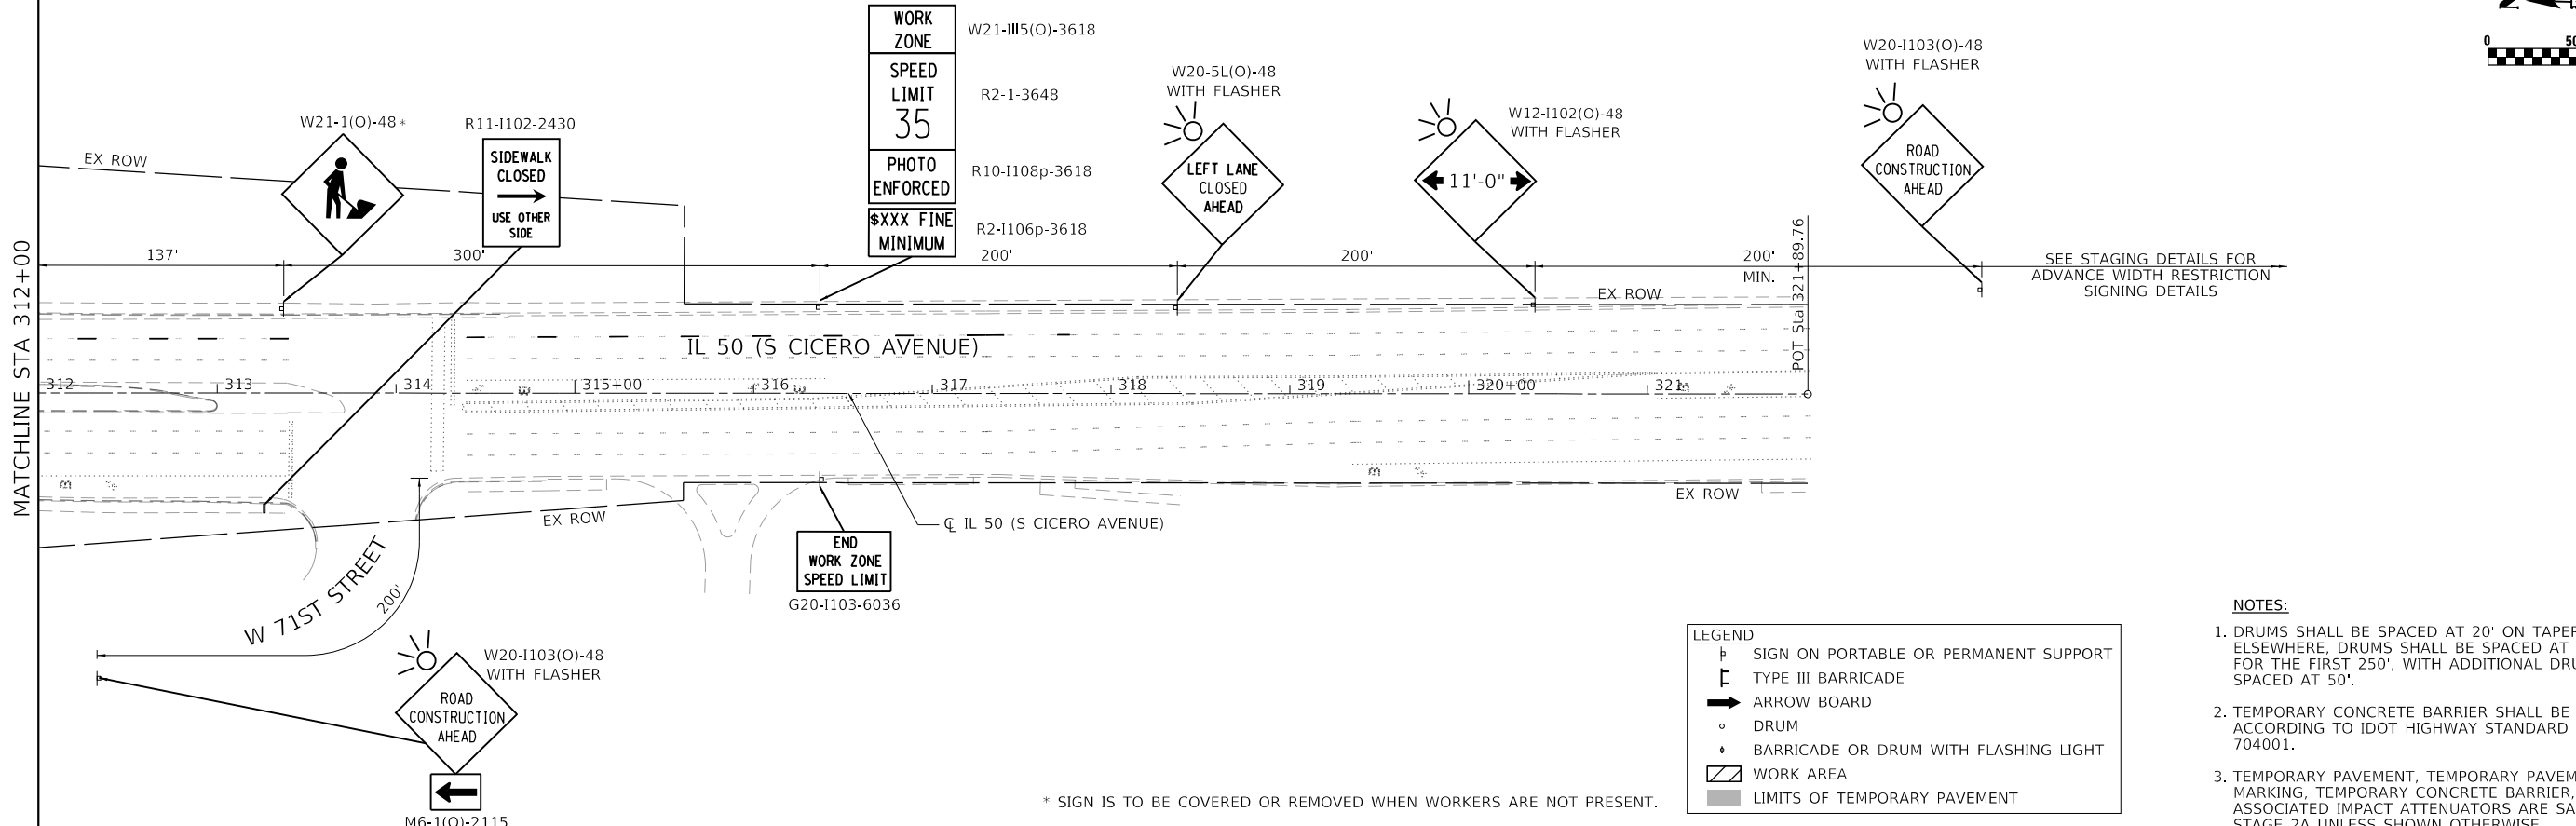 WORK
ZONE
W21-III5(O)-3618
SPEED
LIMIT
35
R2-1-3648
PHOTO
ENFORCED
R10-I108p-3618
$XXX FINE
MINIMUM
R2-I106p-3618
W21-1(O)-48*
R11-I102-2430
SIDEWALK
CLOSED
USE OTHER
SIDE
W20-5L(O)-48
WITH FLASHER
LEFT LANE
CLOSED
AHEAD
W12-I102(O)-48
WITH FLASHER
11'-0"
W20-I103(O)-48
WITH FLASHER
ROAD
CONSTRUCTION
AHEAD
0 50
EX ROW
MATCHLINE STA 312+00
137'
300'
200'
200'
200'
MIN.
POT Sta 321+89.76
SEE STAGING DETAILS FOR
ADVANCE WIDTH RESTRICTION
SIGNING DETAILS
EX ROW
IL 50 (S CICERO AVENUE)
312
313
314
315+00
316
317
318
319
320+00
321
EX ROW
EX ROW
℄ IL 50 (S CICERO AVENUE)
END
WORK ZONE
SPEED LIMIT
G20-I103-6036
W 71ST STREET
200'
W20-I103(O)-48
WITH FLASHER
ROAD
CONSTRUCTION
AHEAD
M6-1(O)-2115
* SIGN IS TO BE COVERED OR REMOVED WHEN WORKERS ARE NOT PRESENT.
LEGEND
SIGN ON PORTABLE OR PERMANENT SUPPORT
TYPE III BARRICADE
ARROW BOARD
DRUM
BARRICADE OR DRUM WITH FLASHING LIGHT
WORK AREA
LIMITS OF TEMPORARY PAVEMENT
NOTES:
1. DRUMS SHALL BE SPACED AT 20' ON TAPER
ELSEWHERE, DRUMS SHALL BE SPACED AT
FOR THE FIRST 250', WITH ADDITIONAL DRU
SPACED AT 50'.
2. TEMPORARY CONCRETE BARRIER SHALL BE
ACCORDING TO IDOT HIGHWAY STANDARD
704001.
3. TEMPORARY PAVEMENT, TEMPORARY PAVEM
MARKING, TEMPORARY CONCRETE BARRIER,
ASSOCIATED IMPACT ATTENUATORS ARE SA
STAGE 2A UNLESS SHOWN OTHERWISE